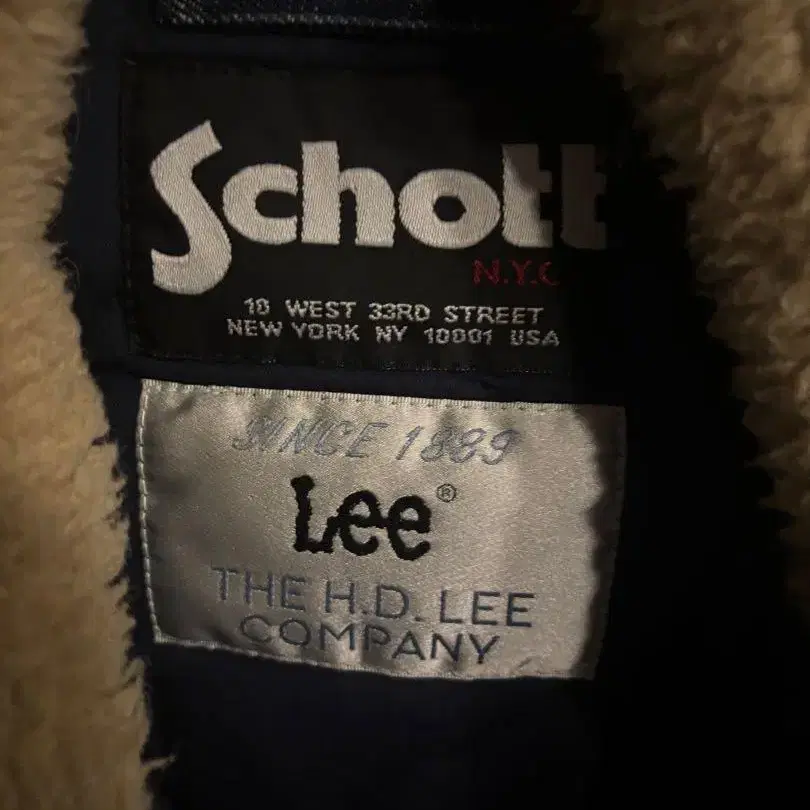 Schott
N.Y.C
10 WEST 33RD STREET
NEW YORK NY 10001 USA
SINCE 1889
Lee®
THE H.D. LEE
COMPANY